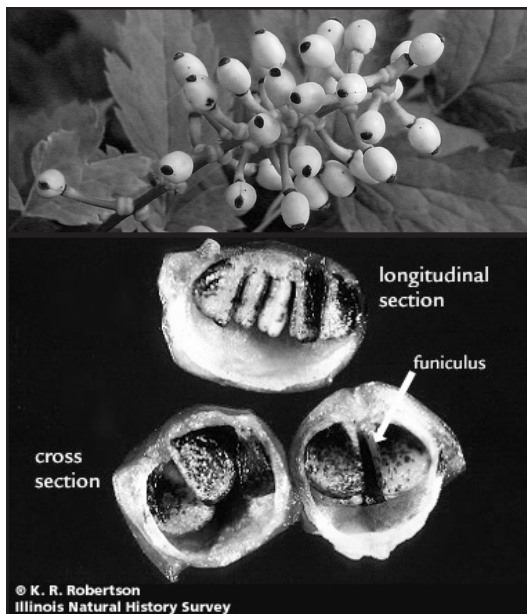 longitudinal
section
funiculus
cross
section
© K. R. Robertson
Illinois Natural History Survey